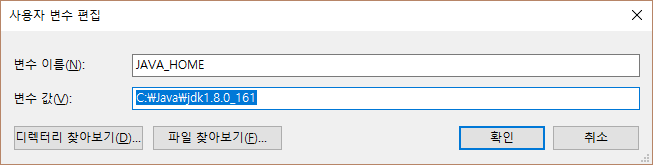 사용자 변수 편집
변수 이름(N): JAVA_HOME
변수 값(V): C:₩Java₩jdk1.8.0_161
디렉터리 찾아보기(D)... 파일 찾아보기(F)... 확인 취소